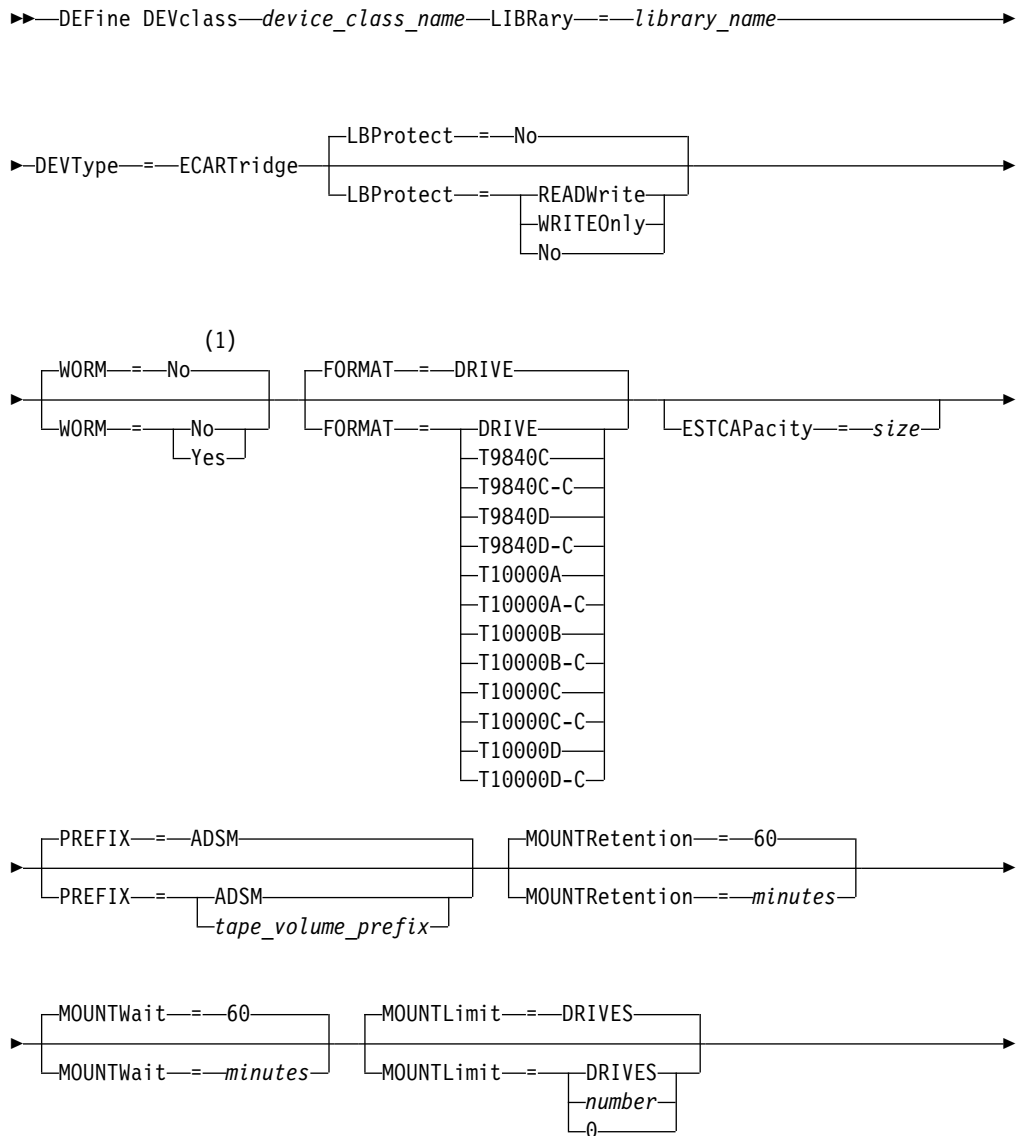 DEFine DEVclass device_class_name LIBRary = library_name
LBProtect = No
DEVType = ECARTridge
LBProtect = READWrite
WRITEOnly
No
(1)
WORM = No FORMAT = DRIVE
WORM = No FORMAT = DRIVE ESTCAPacity = size
Yes T9840C
T9840C-C
T9840D
T9840D-C
T10000A
T10000A-C
T10000B
T10000B-C
T10000C
T10000C-C
T10000D
T10000D-C
PREFIX = ADSM MOUNTRetention = 60
PREFIX = ADSM MOUNTRetention = minutes
tape_volume_prefix
MOUNTWait = 60 MOUNTLimit = DRIVES
MOUNTWait = minutes MOUNTLimit = DRIVES
number
0